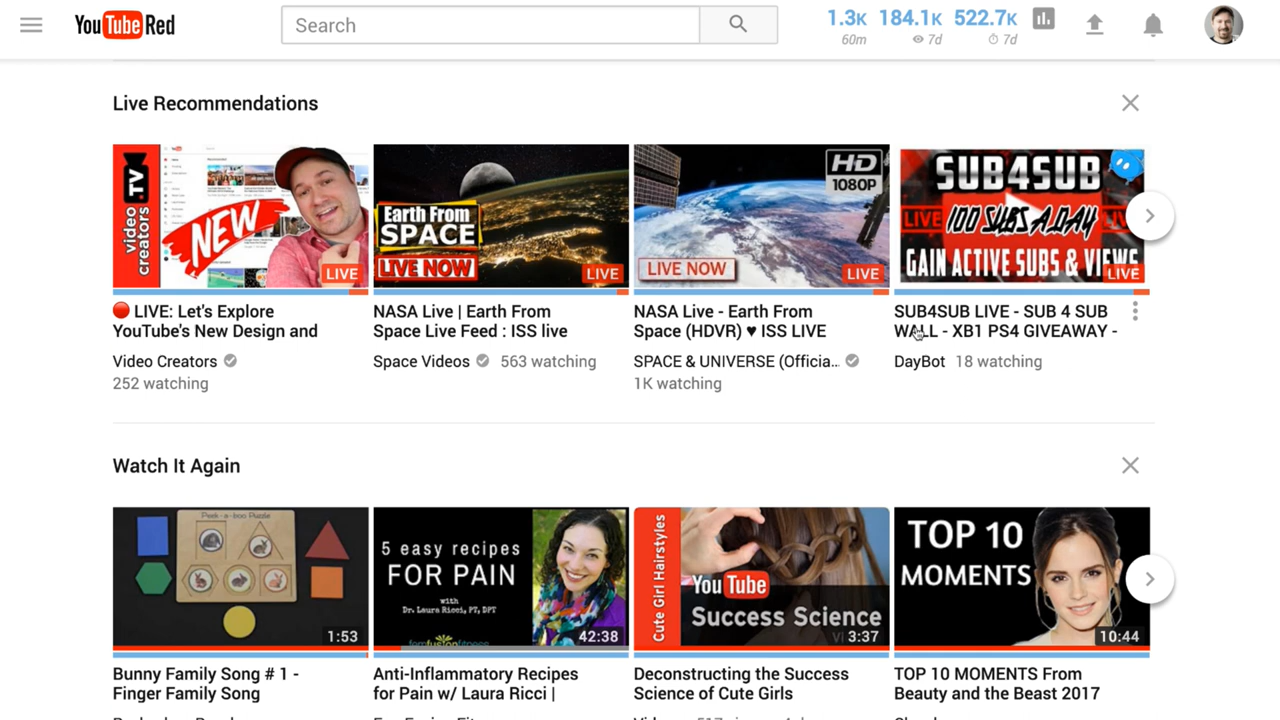 YouTube Red
Search
1.3K 184.1K 522.7K
60m 7d 7d
Live Recommendations
video creators.TV
NEW
LIVE
Earth From
SPACE
LIVE NOW
LIVE
HD
1080P
LIVE NOW
LIVE
SUB4SUB
LIVE 100 SUBS A DAY
GAIN ACTIVE SUBS & VIEWS
LIVE
LIVE: Let's Explore
YouTube's New Design and
Video Creators
252 watching
NASA Live | Earth From
Space Live Feed : ISS live
Space Videos 563 watching
NASA Live - Earth From
Space (HDVR) ♥ ISS LIVE
SPACE & UNIVERSE (Officia...
1K watching
SUB4SUB LIVE - SUB 4 SUB
WALL - XB1 PS4 GIVEAWAY -
DayBot 18 watching
Watch It Again
Peek-a-boo Puzzle
1:53
5 easy recipes
FOR PAIN
with
Dr. Laura Ricci, PT, DPT
42:38
Cute Girl Hairstyles
YouTube
Success Science
3:37
TOP 10
MOMENTS
10:44
Bunny Family Song # 1 -
Finger Family Song
Anti-Inflammatory Recipes
for Pain w/ Laura Ricci |
Deconstructing the Success
Science of Cute Girls
TOP 10 MOMENTS From
Beauty and the Beast 2017